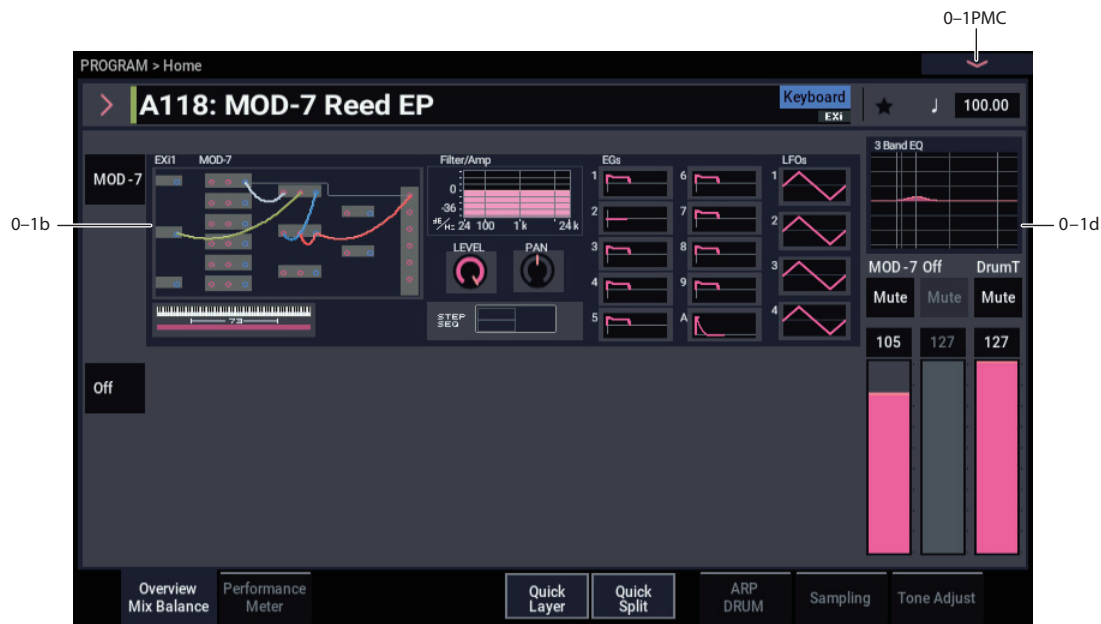 0–1PMC
PROGRAM > Home
A118: MOD-7 Reed EP
Keyboard
EXi
100.00
MOD-7
EXi1 MOD-7
Filter/Amp
EGs
LFOs
3 Band EQ
0
-36
dB/Hz 24 100 1k 24k
LEVEL PAN
STEP
SEQ
73
1
2
3
4
5
6
7
8
9
A
1
2
3
4
0–1b
0–1d
MOD-7 Off DrumT
Mute Mute Mute
105 127 127
Off
Overview
Mix Balance
Performance
Meter
Quick
Layer
Quick
Split
ARP
DRUM
Sampling
Tone Adjust